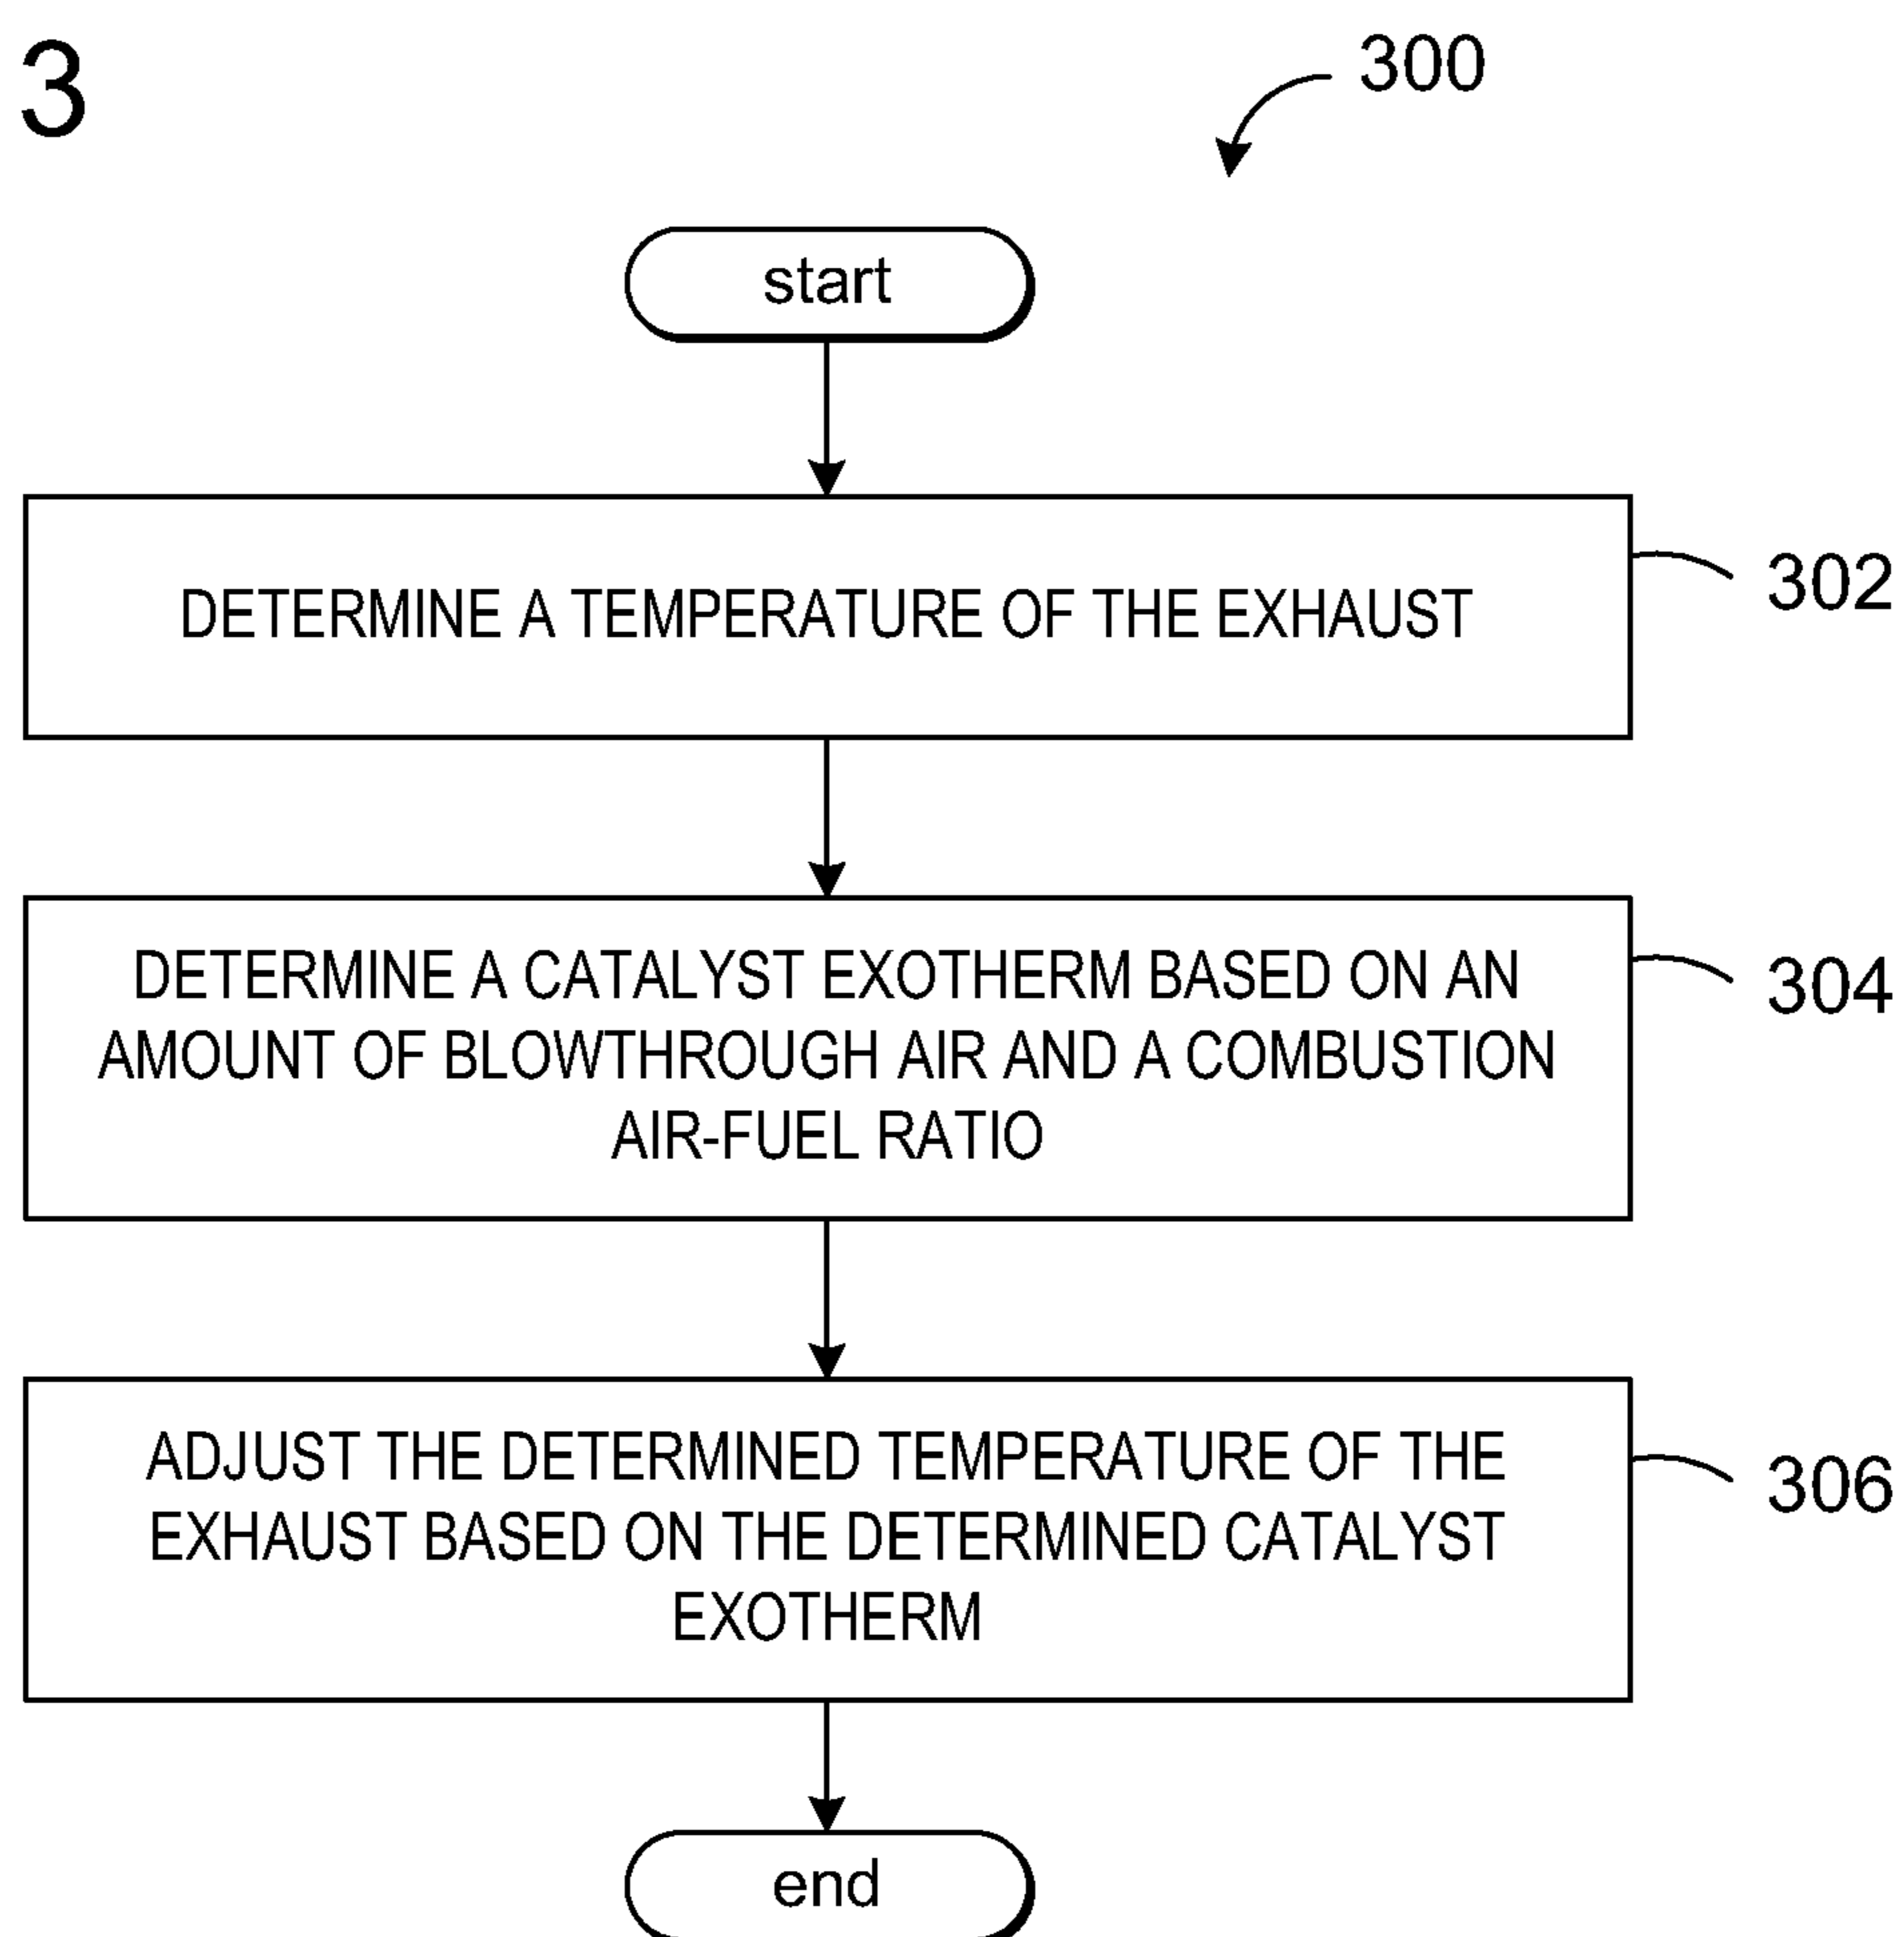 3
300
start
DETERMINE A TEMPERATURE OF THE EXHAUST
302
DETERMINE A CATALYST EXOTHERM BASED ON AN
AMOUNT OF BLOWTHROUGH AIR AND A COMBUSTION
AIR-FUEL RATIO
304
ADJUST THE DETERMINED TEMPERATURE OF THE
EXHAUST BASED ON THE DETERMINED CATALYST
EXOTHERM
306
end